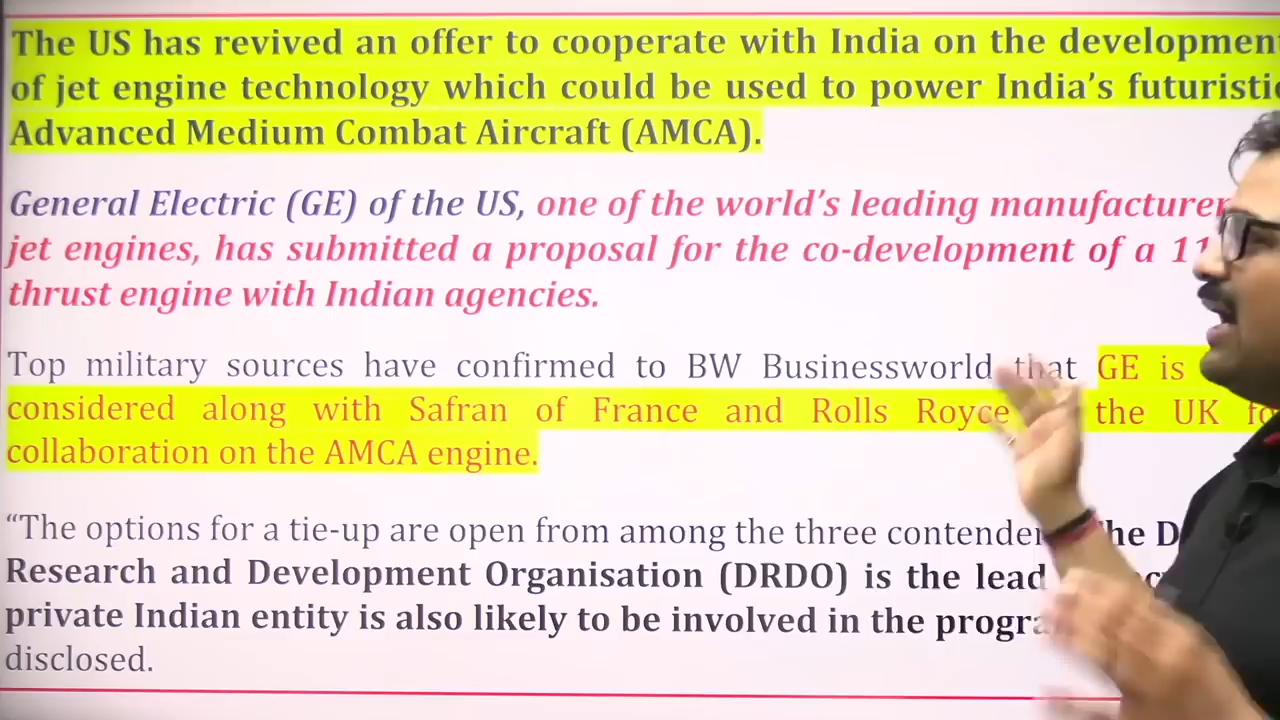 The US has revived an offer to cooperate with India on the
of jet engine technology which could be used to power India's
Advanced Medium Combat Aircraft (AMCA).
General Electric (GE) of the US, one of the world's leading
jet engines, has submitted a proposal for the co-development of a
thrust engine with Indian agencies.
Top military sources have confirmed to BW Businessworld that GE is
considered along with Safran of France and Rolls Royce the UK
collaboration on the AMCA engine.
“The options for a tie-up are open from among the three
Research and Development Organisation (DRDO) is the lead
private Indian entity is also likely to be involved in the
disclosed.